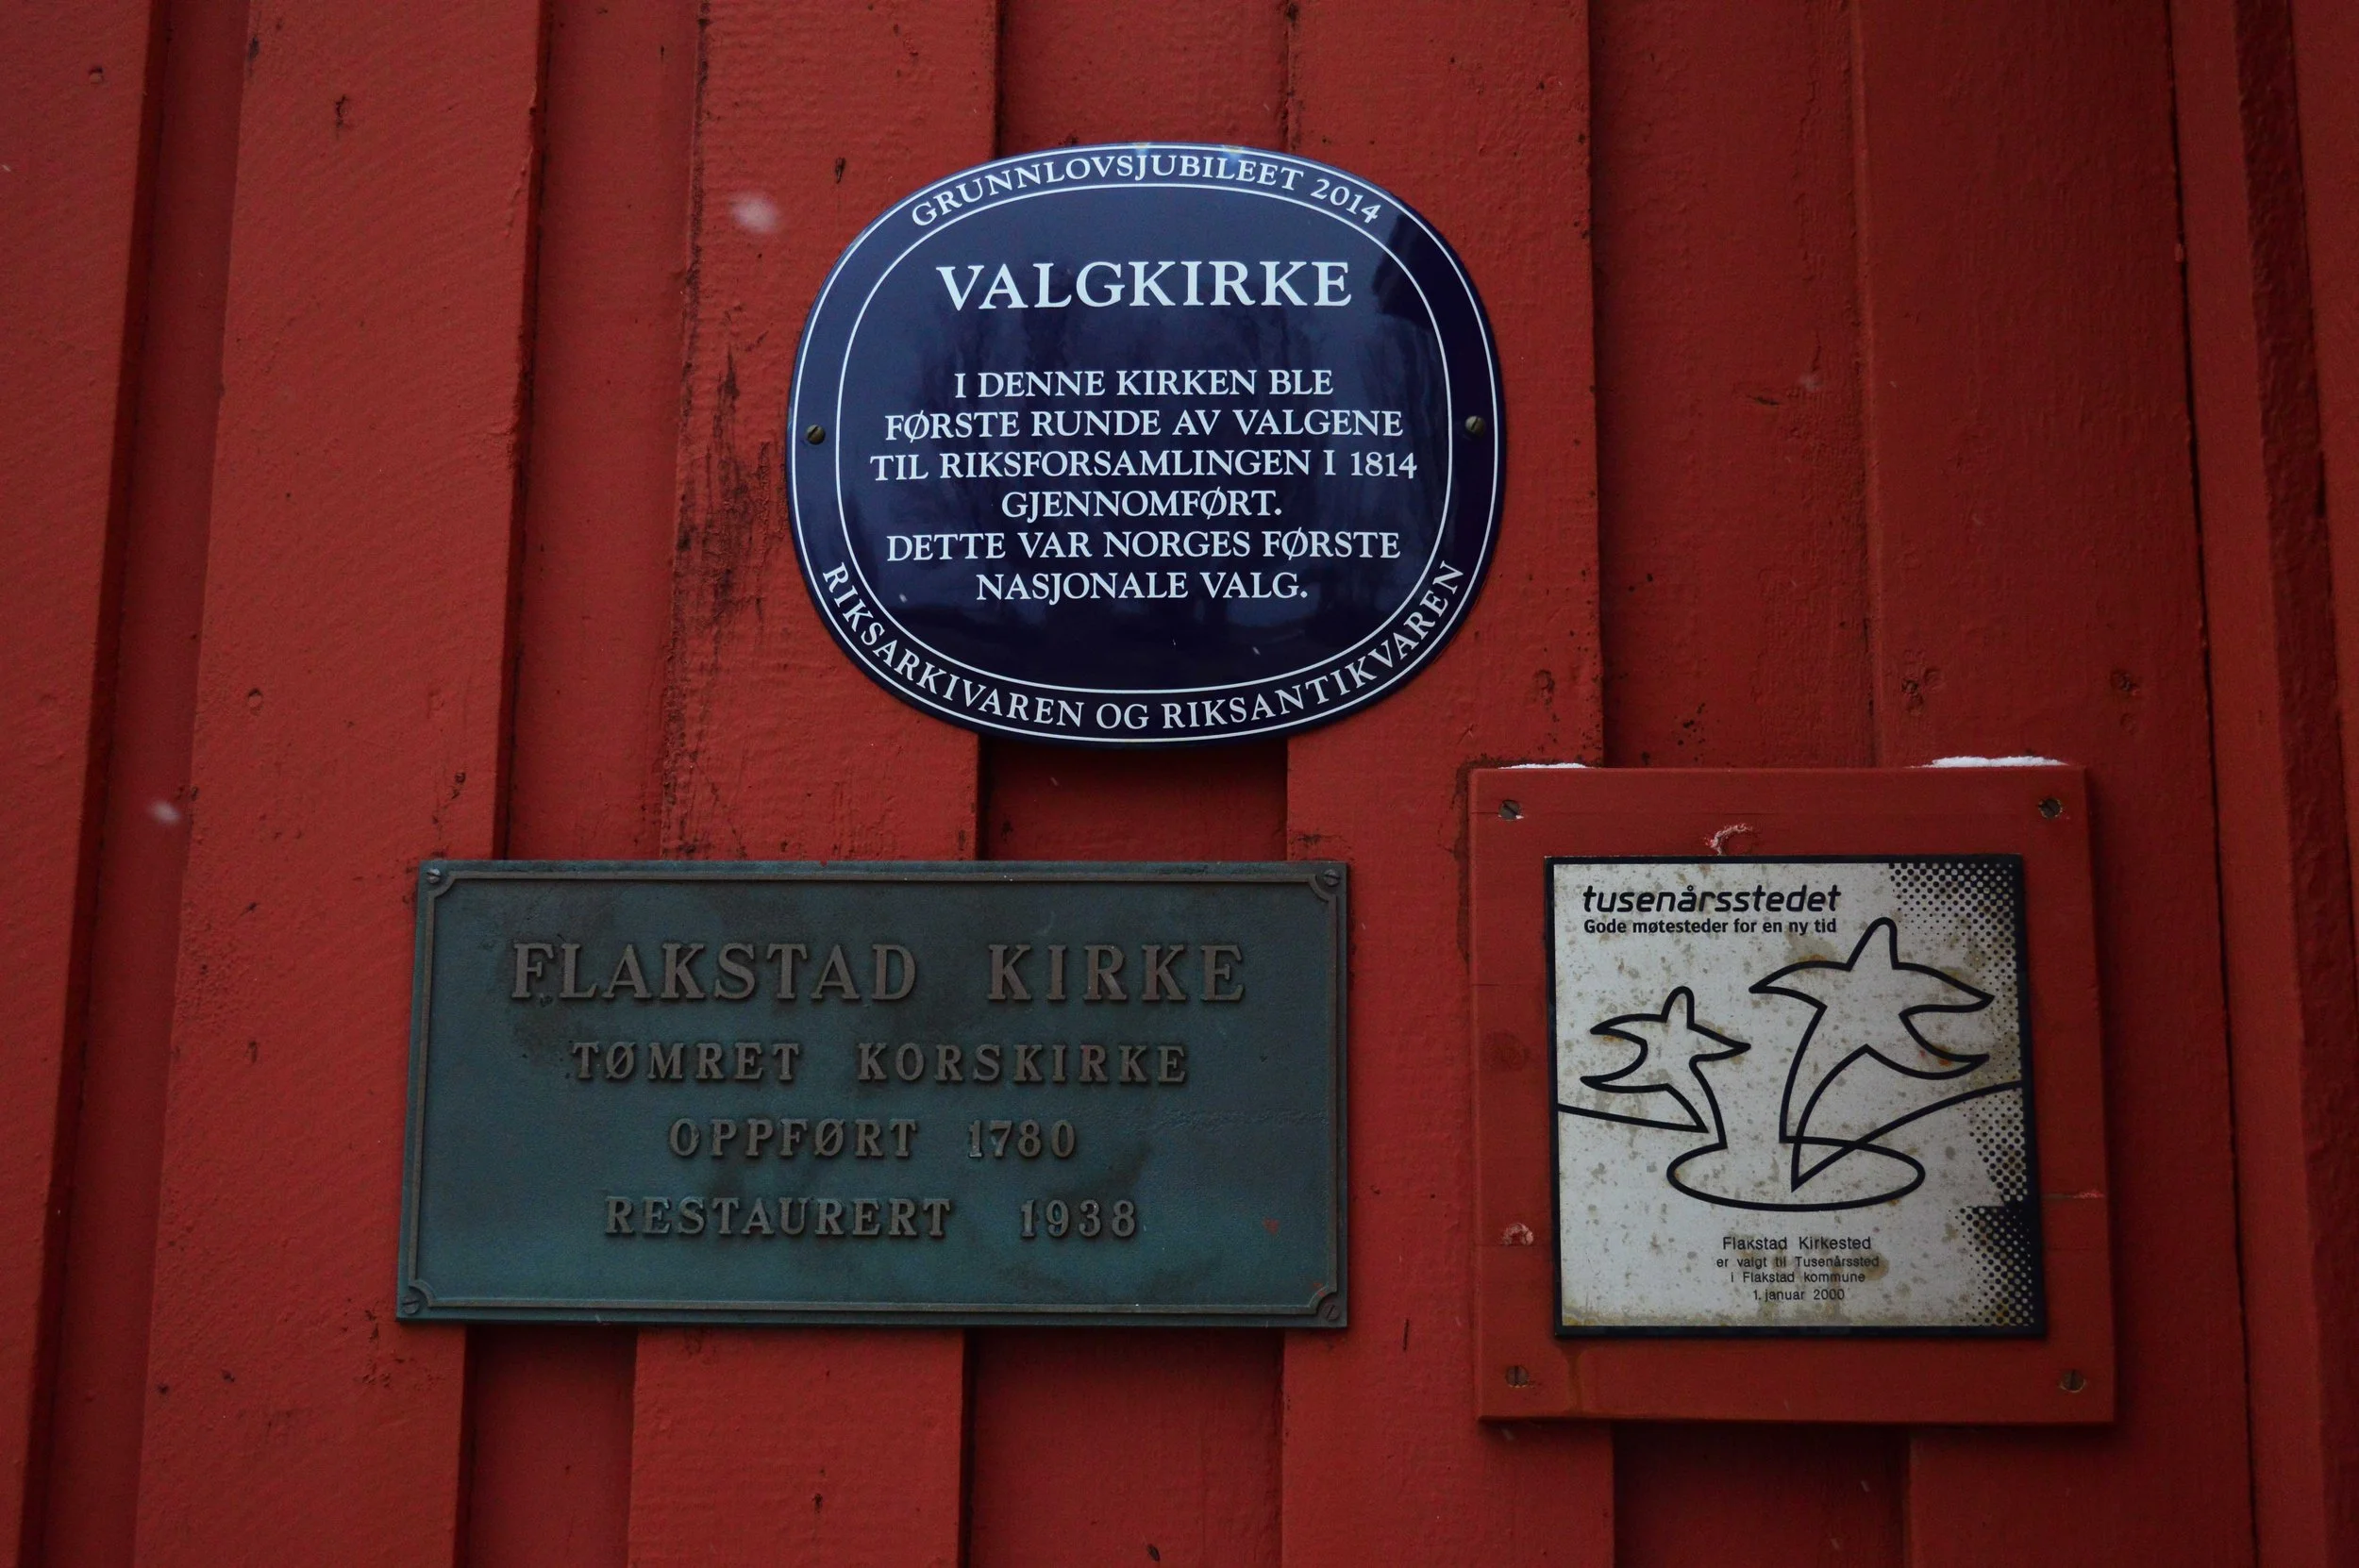 GRUNNLOVSJUBILEET 2014
VALGKIRKE
I DENNE KIRKEN BLE
FØRSTE RUNDE AV VALGENE
TIL RIKSFORSAMLINGEN I 1814
GJENNOMFØRT.
DETTE VAR NORGES FØRSTE
NASJONALE VALG.
RIKSARKIVAREN OG RIKSANTIKVAREN
FLAKSTAD KIRKE
TØMRET KORSKIRKE
OPPFØRT 1780
RESTAURERT 1938
tusenårsstedet
Gode møtesteder for en ny tid
Flakstad Kirkested
er valgt til Tusenårssted
i Flakstad kommune
1. januar 2000